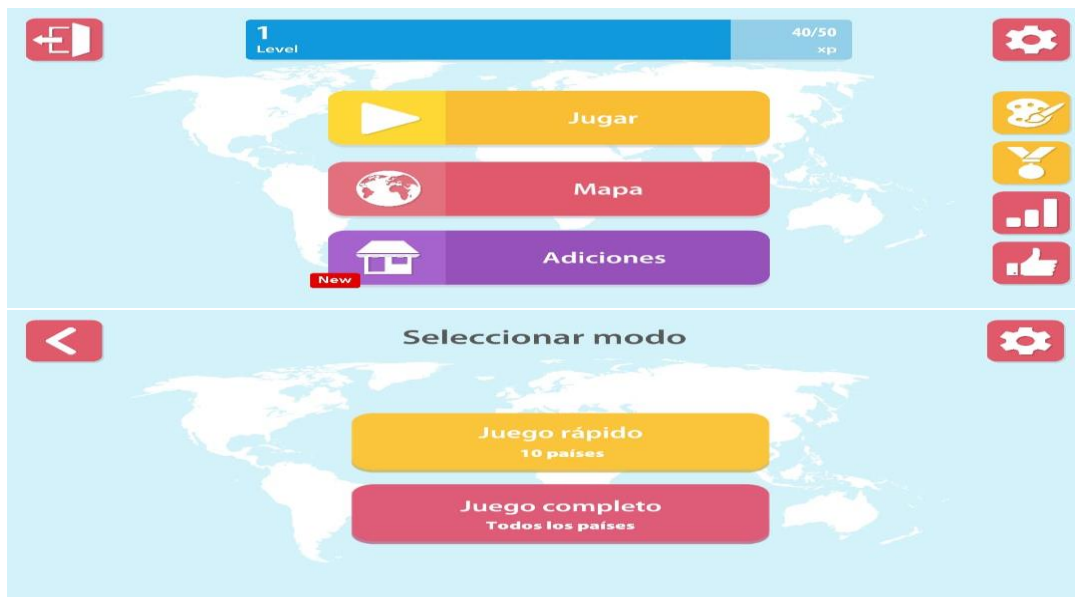 1
Level
40/50
xp
Jugar
Mapa
Adiciones
New
Seleccionar modo
Juego rápido
10 países
Juego completo
Todos los países